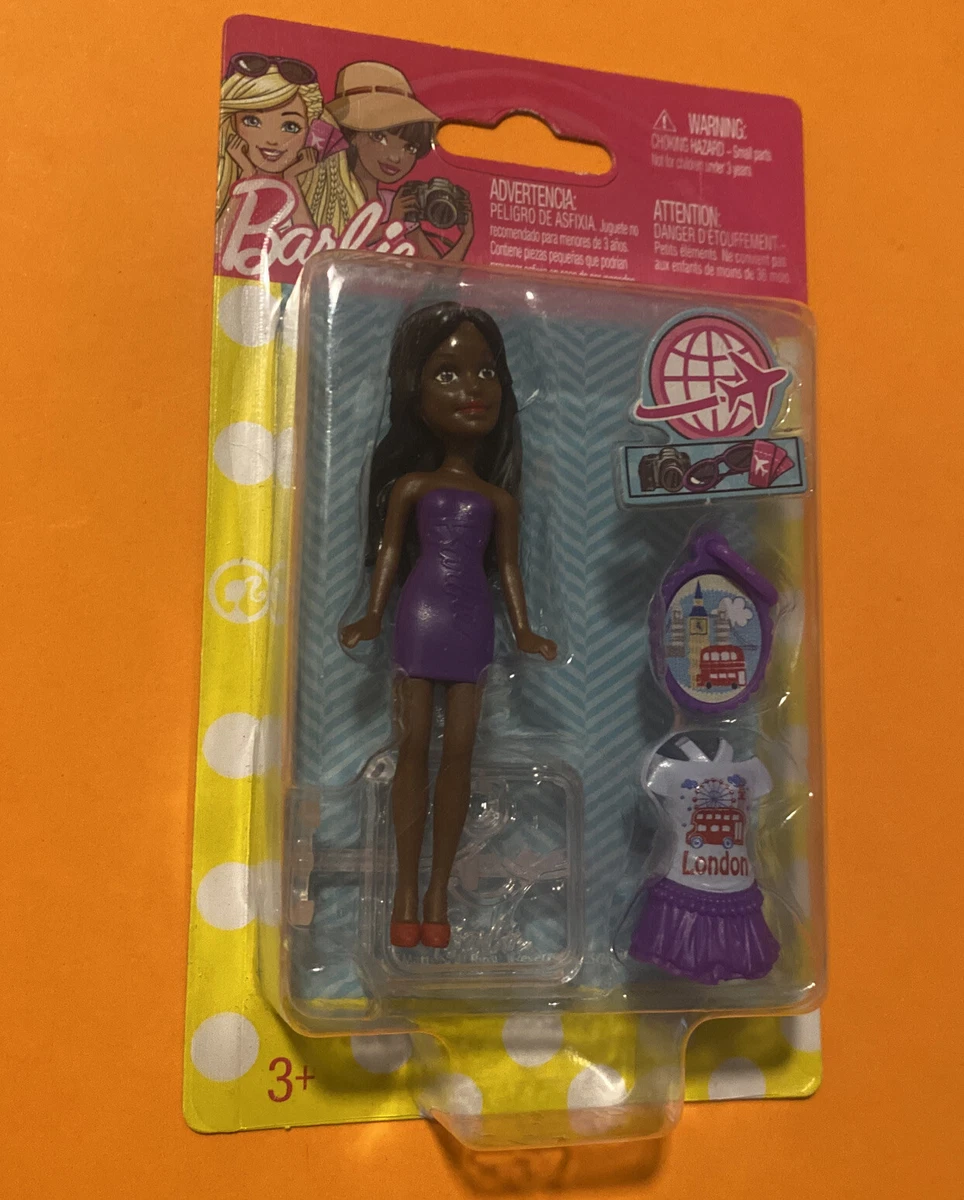 Barbie
WARNING:
CHOKING HAZARD – Small parts.
Not for children under 3 years.
ADVERTENCIA:
PELIGRO DE ASFIXIA. Juguete no
recomendado para menores de 3 años.
Contiene piezas pequeñas que podrían
ATTENTION:
DANGER D'ÉTOUFFEMENT –
Petits éléments. Ne convient pas
aux enfants de moins de 36 mois.
London
3+